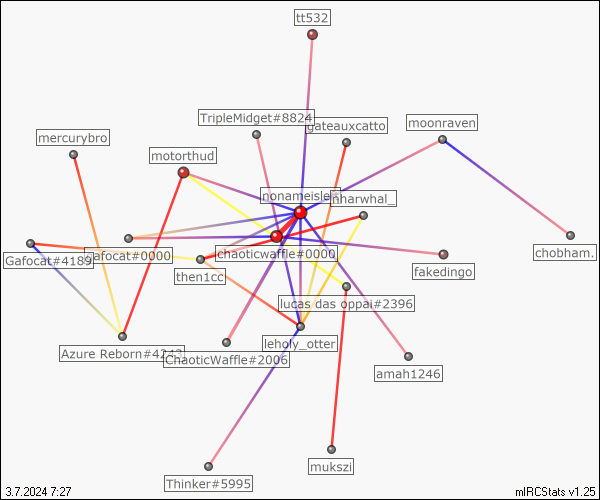 tt532
TripleMidget#8824
gateauxcatto
moonraven
mercurybro
motorthud
nonameisleft
nharwhal_
Gafocat#4189
gafocat#0000
chaoticwaffle#0000
chobham.
then1cc
fakedingo
lucas das oppai#2396
Azure Reborn#4243
ChaoticWaffle#2006
leholy_otter
amah1246
Thinker#5995
mukszi
3.7.2024 7:27
mIRCStats v1.25